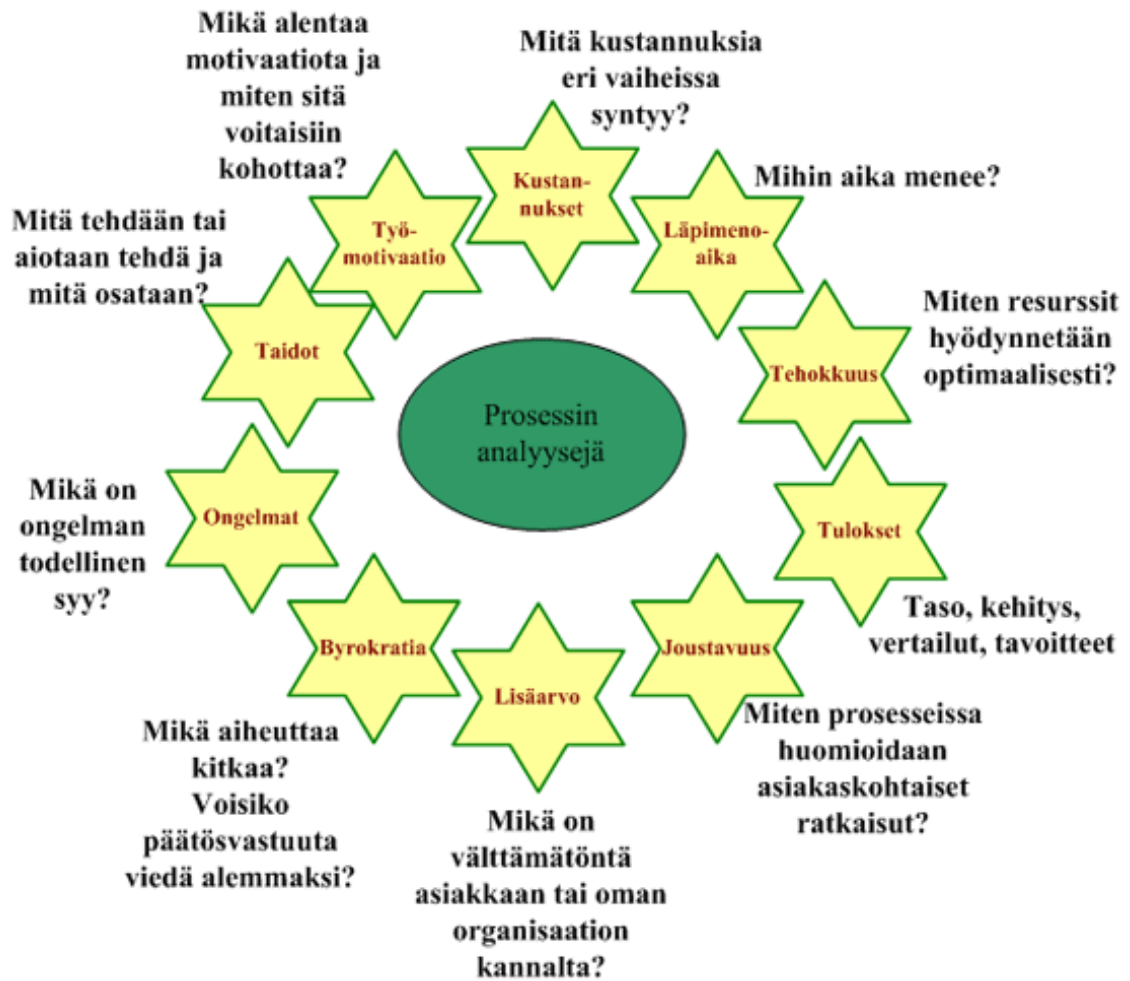 Mikä alentaa
motivaatiota ja
miten sitä
voitaisiin
kohottaa?
Mitä kustannuksia
eri vaiheissa
syntyy?
Kustan-
nukset
Mihin aika menee?
Läpimeno-
aika
Työ-
motivaatio
Mitä tehdään tai
aiotaan tehdä ja
mitä osataan?
Taidot
Miten resurssit
hyödynnetään
optimaalisesti?
Tehokkuus
Prosessin
analyysejä
Mikä on
ongelman
todellinen
syy?
Ongelmat
Tulokset
Taso, kehitys,
vertailut, tavoitteet
Byrokratia
Lisäarvo
Joustavuus
Mikä aiheuttaa
kitkaa?
Voisiko
päätösvastuuta
viedä alemmaksi?
Mikä on
välttämätöntä
asiakkaan tai oman
organisaation
kannalta?
Miten prosesseissa
huomioidaan
asiakaskohtaiset
ratkaisut?